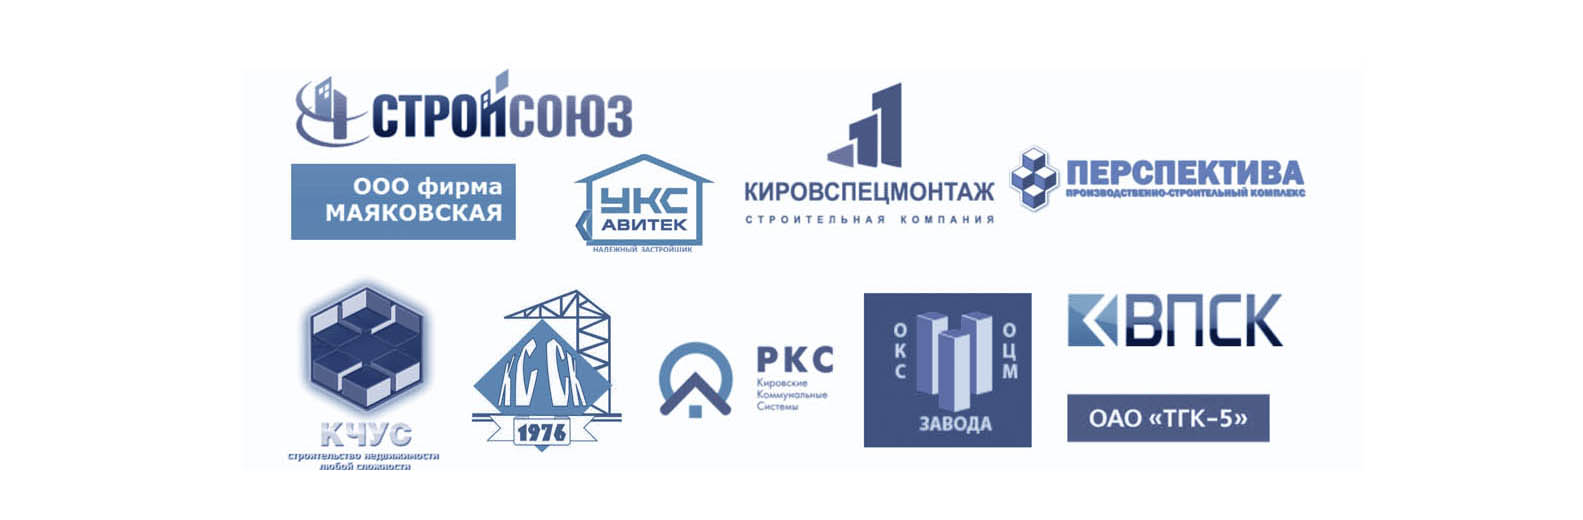 СТРОЙСОЮЗ
ООО фирма
МАЯКОВСКАЯ
УКС
АВИТЕК
НАДЕЖНЫЙ ЗАСТРОЙЩИК
КИРОВСПЕЦМОНТАЖ
СТРОИТЕЛЬНАЯ КОМПАНИЯ
ПЕРСПЕКТИВА
ПРОИЗВОДСТВЕННО-СТРОИТЕЛЬНЫЙ КОМПЛЕКС
КЧУС
строительство недвижимости
любой сложности
КССК
1976
РКС
Кировские
Коммунальные
Системы
ОКС
ОЦМ
ЗАВОДА
ВПСК
ОАО «ТГК-5»